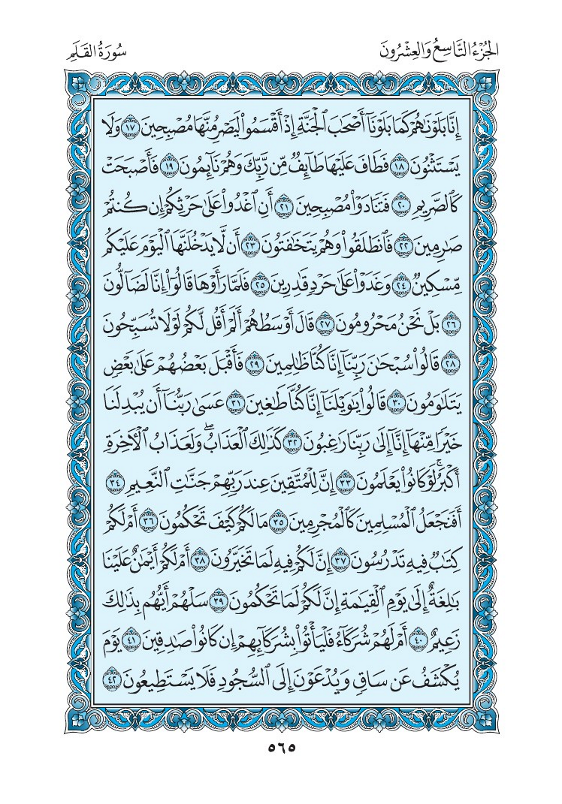 الجُزْءُ التَّاسِعُ وَالعِشْرُونَ
سُورَةُ القَلَمِ
إِنَّا بَلَوْنَٰهُمْ كَمَا بَلَوْنَآ أَصْحَٰبَ ٱلْجَنَّةِ إِذْ أَقْسَمُوا۟ لَيَصْرِمُنَّهَا مُصْبِحِينَ ١٧ وَلَا
يَسْتَثْنُونَ ١٨ فَطَافَ عَلَيْهَا طَآئِفٌ مِّن رَّبِّكَ وَهُمْ نَآئِمُونَ ١٩ فَأَصْبَحَتْ
كَٱلصَّرِيمِ ٢٠ فَتَنَادَوْا۟ مُصْبِحِينَ ٢١ أَنِ ٱغْدُوا۟ عَلَىٰ حَرْثِكُمْ إِن كُنتُمْ
صَٰرِمِينَ ٢٢ فَٱنطَلَقُوا۟ وَهُمْ يَتَخَٰفَتُونَ ٢٣ أَن لَّا يَدْخُلَنَّهَا ٱلْيَوْمَ عَلَيْكُم
مِّسْكِينٌ ٢٤ وَغَدَوْا۟ عَلَىٰ حَرْدٍ قَٰدِرِينَ ٢٥ فَلَمَّا رَأَوْهَا قَالُوٓا۟ إِنَّا لَضَآلُّونَ
٢٦ بَلْ نَحْنُ مَحْرُومُونَ ٢٧ قَالَ أَوْسَطُهُمْ أَلَمْ أَقُل لَّكُمْ لَوْلَا تُسَبِّحُونَ
٢٨ قَالُوا۟ سُبْحَٰنَ رَبِّنَآ إِنَّا كُنَّا ظَٰلِمِينَ ٢٩ فَأَقْبَلَ بَعْضُهُمْ عَلَىٰ بَعْضٍ
يَتَلَٰوَمُونَ ٣٠ قَالُوا۟ يَٰوَيْلَنَآ إِنَّا كُنَّا طَٰغِينَ ٣١ عَسَىٰ رَبُّنَآ أَن يُبْدِلَنَا
خَيْرًا مِّنْهَآ إِنَّآ إِلَىٰ رَبِّنَا رَٰغِبُونَ ٣٢ كَذَٰلِكَ ٱلْعَذَابُ ۖ وَلَعَذَابُ ٱلْءَاخِرَةِ
أَكْبَرُ ۚ لَوْ كَانُوا۟ يَعْلَمُونَ ٣٣ إِنَّ لِلْمُتَّقِينَ عِندَ رَبِّهِمْ جَنَّٰتِ ٱلنَّعِيمِ ٣٤
أَفَنَجْعَلُ ٱلْمُسْلِمِينَ كَٱلْمُجْرِمِينَ ٣٥ مَا لَكُمْ كَيْفَ تَحْكُمُونَ ٣٦ أَمْ لَكُمْ
كِتَٰبٌ فِيهِ تَدْرُسُونَ ٣٧ إِنَّ لَكُمْ فِيهِ لَمَا تَخَيَّرُونَ ٣٨ أَمْ لَكُمْ أَيْمَٰنٌ عَلَيْنَا
بَٰلِغَةٌ إِلَىٰ يَوْمِ ٱلْقِيَٰمَةِ إِنَّ لَكُمْ لَمَا تَحْكُمُونَ ٣٩ سَلْهُمْ أَيُّهُم بِذَٰلِكَ
زَعِيمٌ ٤٠ أَمْ لَهُمْ شُرَكَآءُ فَلْيَأْتُوا۟ بِشُرَكَآئِهِمْ إِن كَانُوا۟ صَٰدِقِينَ ٤١ يَوْمَ
يُكْشَفُ عَن سَاقٍ وَيُدْعَوْنَ إِلَى ٱلسُّجُودِ فَلَا يَسْتَطِيعُونَ ٤٢
٥٦٥